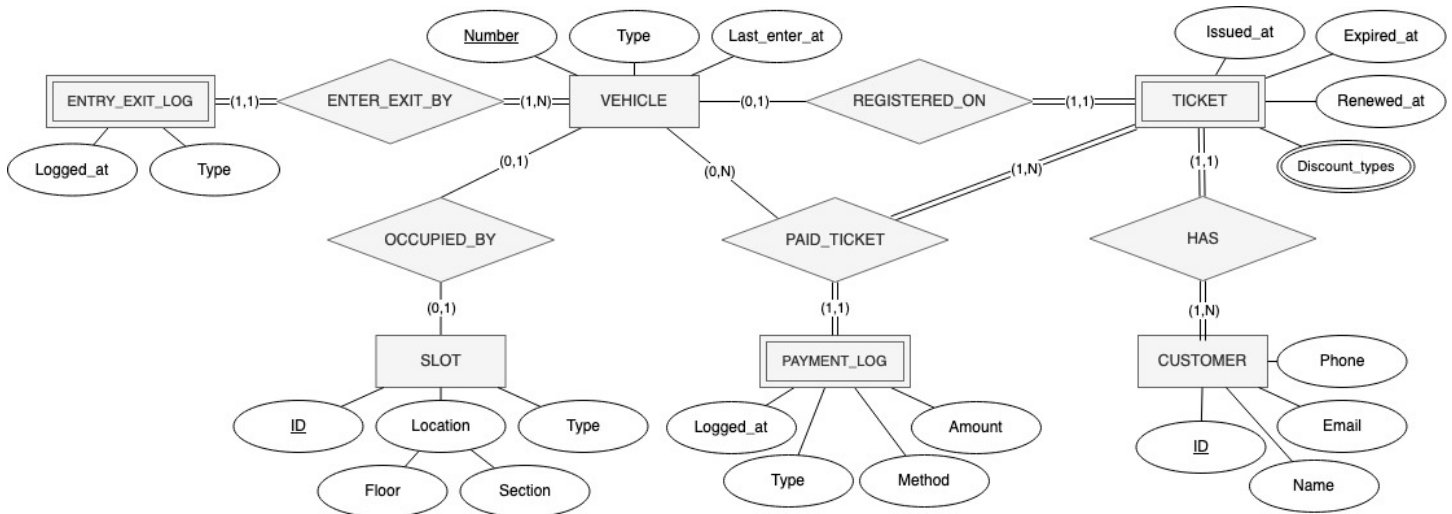 Number
Type
Last_enter_at
Issued_at
Expired_at
ENTRY_EXIT_LOG
(1,1)
ENTER_EXIT_BY
(1,N)
VEHICLE
(0,1)
REGISTERED_ON
(1,1)
TICKET
Renewed_at
Logged_at
Type
(0,1)
(0,N)
(1,N)
(1,1)
Discount_types
OCCUPIED_BY
PAID_TICKET
HAS
(0,1)
(1,1)
(1,N)
SLOT
PAYMENT_LOG
CUSTOMER
Phone
ID
Location
Type
Logged_at
Amount
Email
ID
Floor
Section
Type
Method
Name